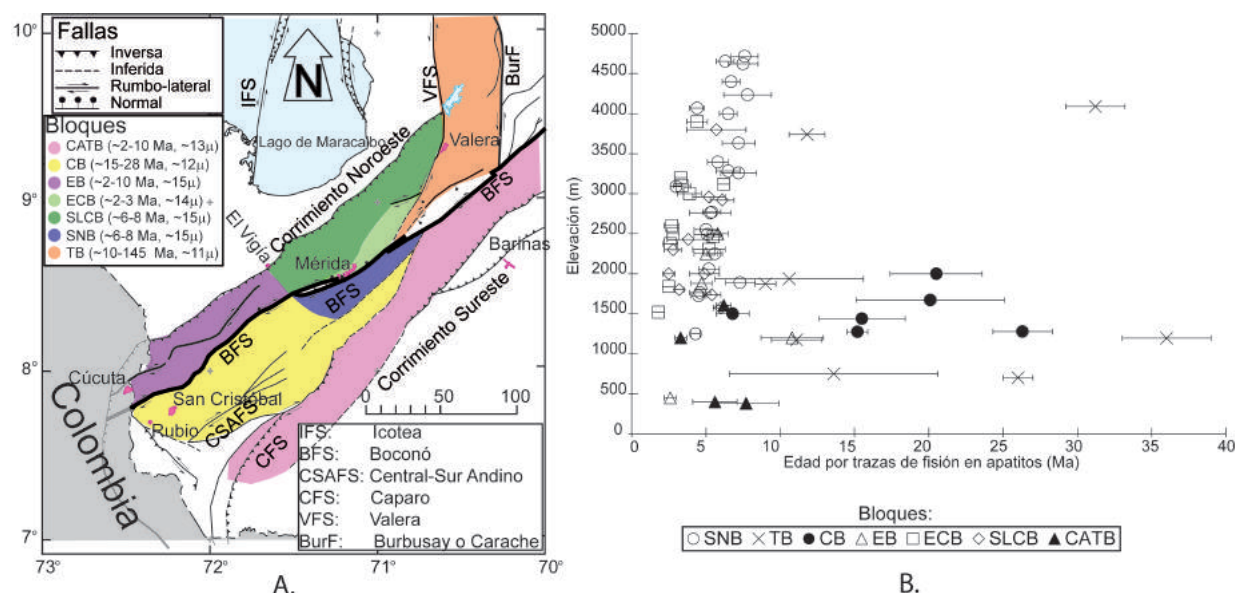 10°
9°
8°
7°
73°
72°
71°
70°
Fallas
Inversa
Inferida
Rumbo-lateral
Normal
Bloques
CATB (~2-10 Ma, ~13µ)
CB (~15-28 Ma, ~12µ)
EB (~2-10 Ma, ~15µ)
ECB (~2-3 Ma, ~14µ)
SLCB (~6-8 Ma, ~15µ)
SNB (~6-8 Ma, ~15µ)
TB (~10-145 Ma, ~11µ)
IFS
N
VFS
BurF
Lago de Maracaibo
Valera
Corrimiento Noroeste
BFS
El Vigía
Mérida
Barinas
BFS
Corrimiento Sureste
BFS
Cúcuta
San Cristóbal
Rubio
CSAFS
CFS
Colombia
0 50 100
IFS: Icotea
BFS: Boconó
CSAFS: Central-Sur Andino
CFS: Caparo
VFS: Valera
BurF: Burbusay o Carache
A.
B.
Elevación (m)
5000
4500
4000
3500
3000
2500
2000
1500
1000
500
0
0 5 10 15 20 25 30 35 40
Edad por trazas de fisión en apatitos (Ma)
Bloques:
SNB TB CB EB ECB SLCB CATB